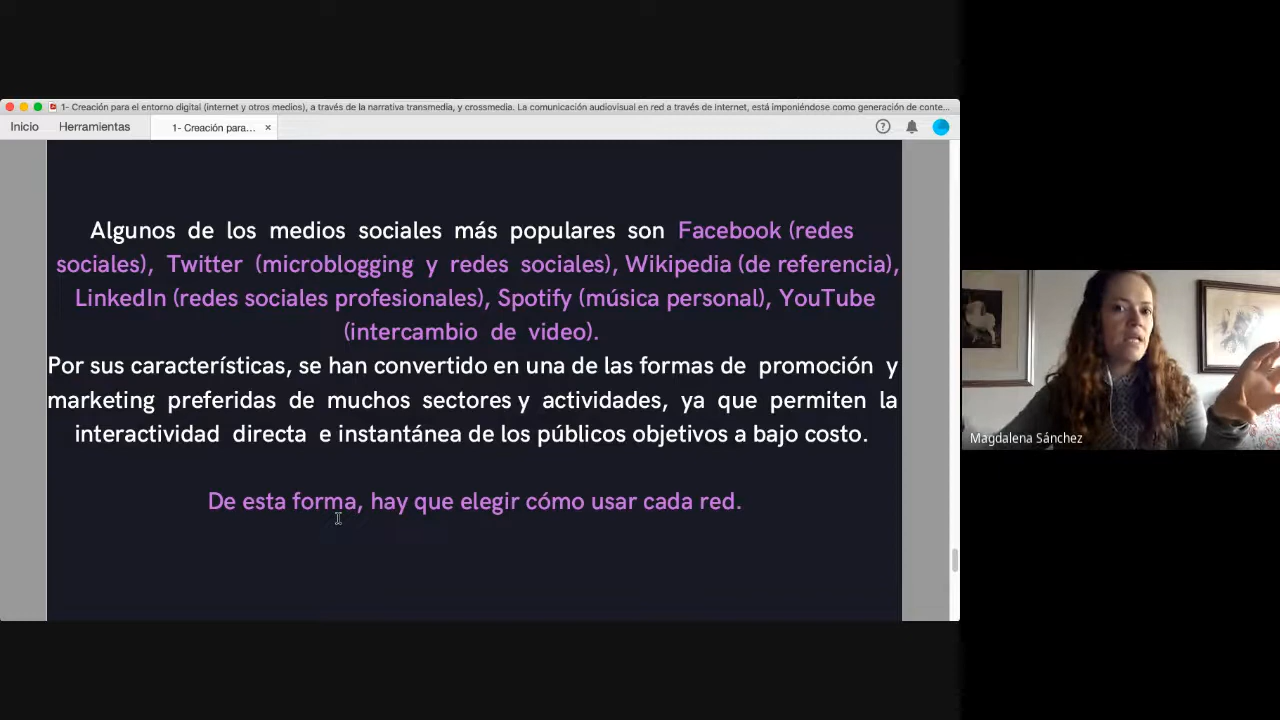 1- Creación para el entorno digital (internet y otros medios), a través de la narrativa transmedia, y crossmedia. La comunicación audiovisual en red a través de Internet, está imponiéndose como generación de conte...
Inicio Herramientas 1- Creación para... ×
Algunos de los medios sociales más populares son Facebook (redes
sociales), Twitter (microblogging y redes sociales), Wikipedia (de referencia),
LinkedIn (redes sociales profesionales), Spotify (música personal), YouTube
(intercambio de video).
Por sus características, se han convertido en una de las formas de promoción y
marketing preferidas de muchos sectores y actividades, ya que permiten la
interactividad directa e instantánea de los públicos objetivos a bajo costo.
De esta forma, hay que elegir cómo usar cada red.
Magdalena Sánchez